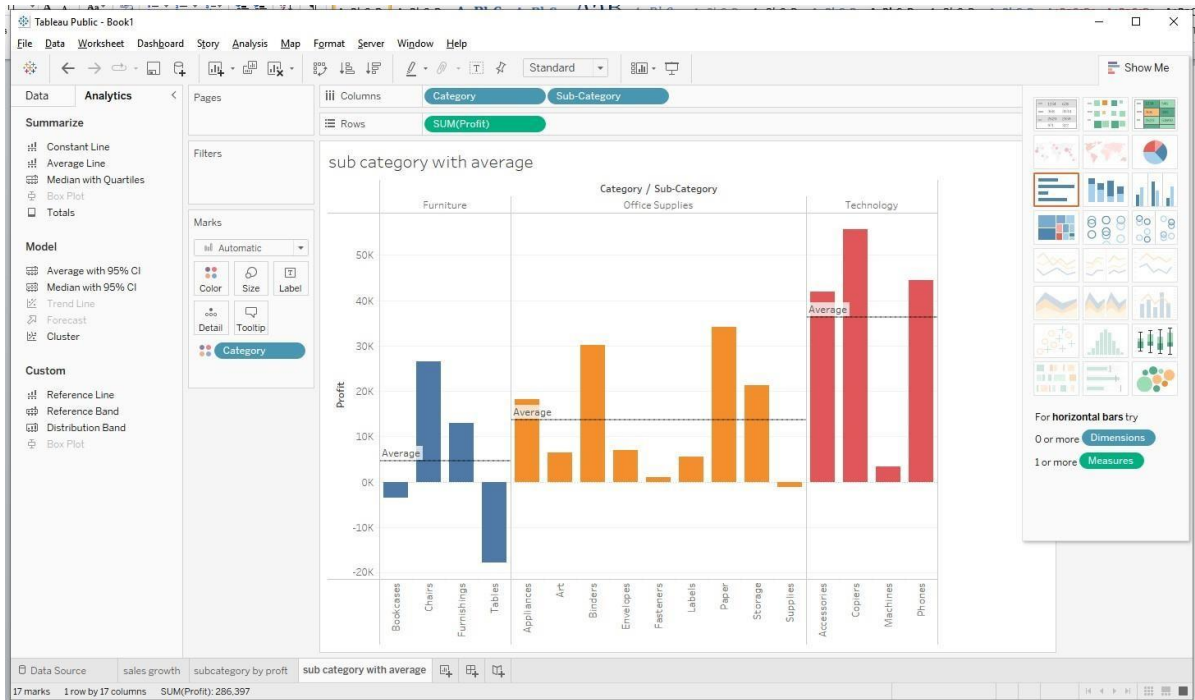 Tableau Public - Book1
File Data Worksheet Dashboard Story Analysis Map Format Server Window Help
Standard
Show Me
Data Analytics
Pages
iii Columns Category Sub-Category
Rows SUM(Profit)
Summarize
Constant Line
Average Line
Median with Quartiles
Box Plot
Totals
Model
Average with 95% CI
Median with 95% CI
Trend Line
Forecast
Cluster
Custom
Reference Line
Reference Band
Distribution Band
Box Plot
Filters
Marks
Automatic
Color Size Label
Detail Tooltip
Category
sub category with average
Category / Sub-Category
Furniture Office Supplies Technology
Profit
50K
40K
30K
20K
10K
0K
-10K
-20K
Average
Average
Average
Bookcases
Chairs
Furnishings
Tables
Appliances
Art
Binders
Envelopes
Fasteners
Labels
Paper
Storage
Supplies
Accessories
Copiers
Machines
Phones
For horizontal bars try
0 or more Dimensions
1 or more Measures
Data Source sales growth subcategory by proft sub category with average
17 marks 1 row by 17 columns SUM(Profit): 286,397